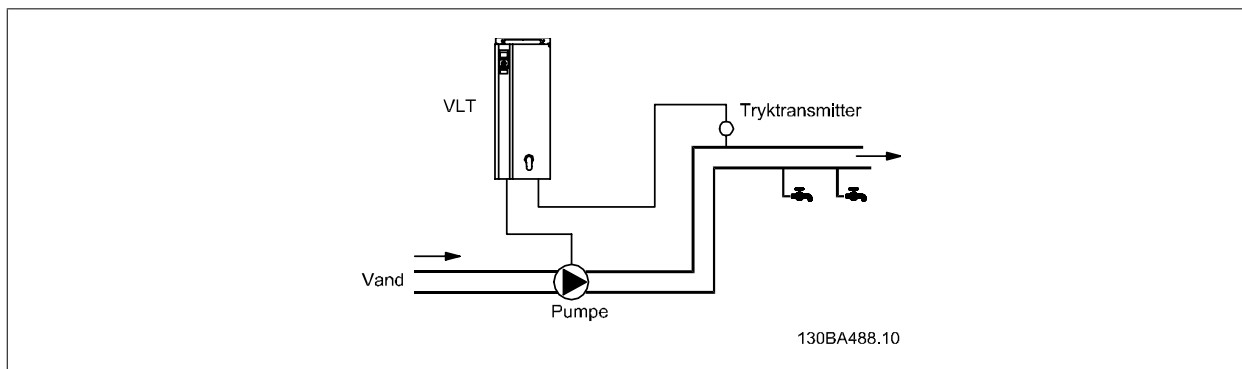 VLT
Tryktransmitter
Vand
Pumpe
130BA488.10